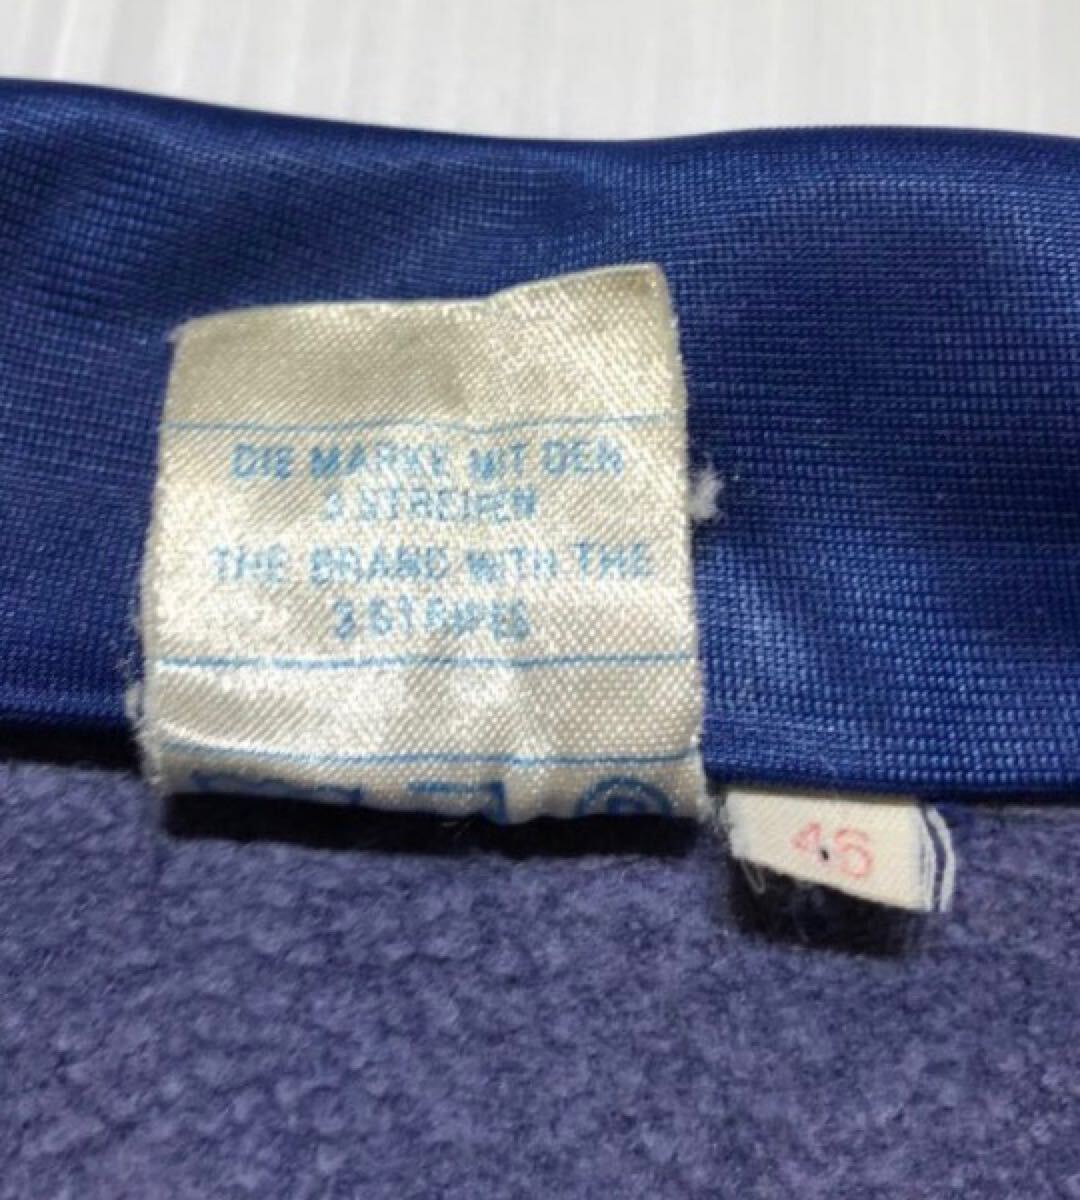 DIE MARKE MIT DEN
3 STREIFEN
THE BRAND WITH THE
3 STRIPES
46